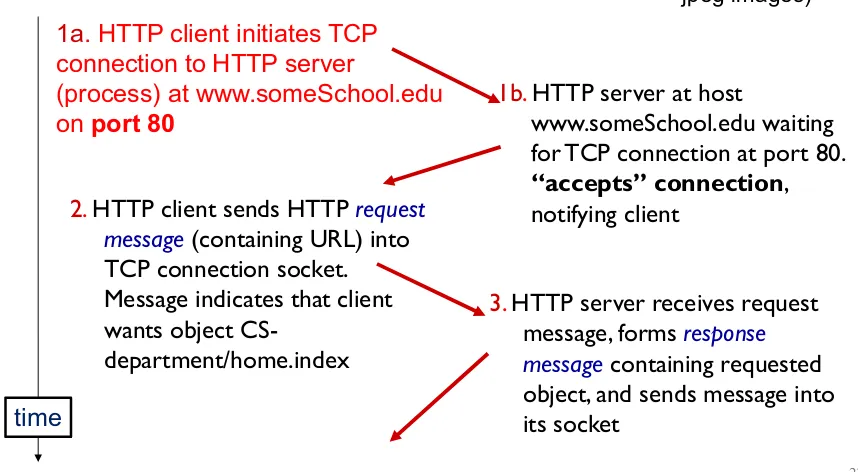 jpeg images)
1a. HTTP client initiates TCP
connection to HTTP server
(process) at www.someSchool.edu
on port 80
1b. HTTP server at host
www.someSchool.edu waiting
for TCP connection at port 80.
“accepts” connection,
notifying client
2. HTTP client sends HTTP request
message (containing URL) into
TCP connection socket.
Message indicates that client
wants object CS-
department/home.index
3. HTTP server receives request
message, forms response
message containing requested
object, and sends message into
its socket
time